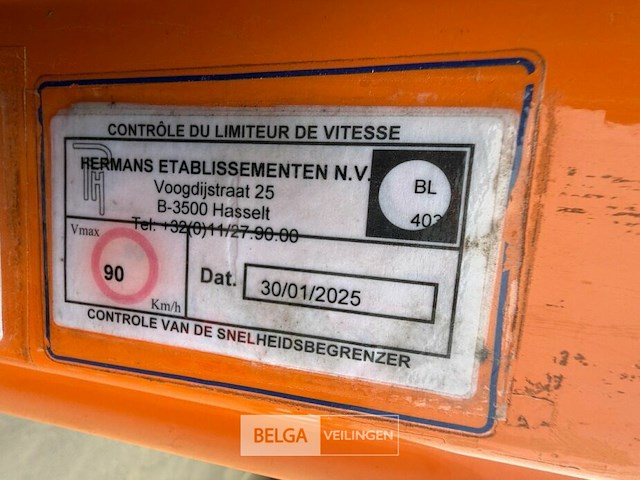 CONTRÔLE DU LIMITEUR DE VITESSE
HERMANS ETABLISSEMENTEN N.V.
Voogdijstraat 25
B-3500 Hasselt
Tel: +32(0)11/27.90.00
BL
403
Vmax
90
Km/h
Dat.
30/01/2025
CONTROLE VAN DE SNELHEIDSBEGRENZER
BELGA VEILINGEN